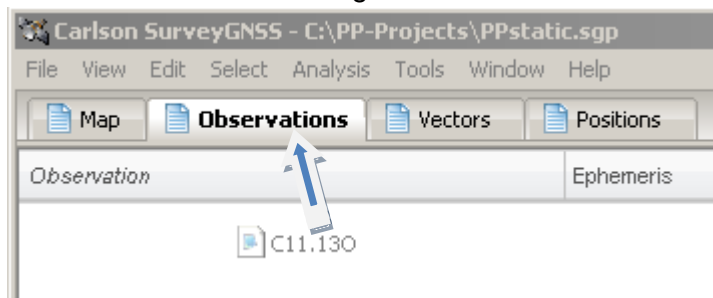 Carlson SurveyGNSS - C:\PP-Projects\PPstatic.sgp
File View Edit Select Analysis Tools Window Help
Map Observations Vectors Positions
Observation Ephemeris
C11.13O